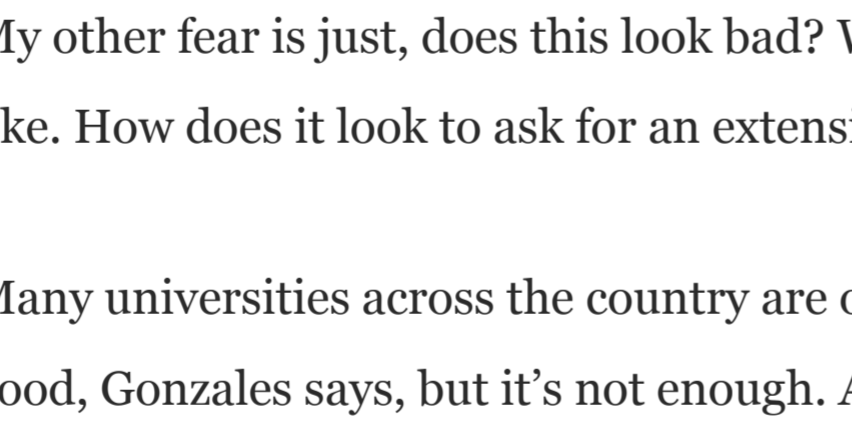 My other fear is just, does this look bad?
ke. How does it look to ask for an extensi
Many universities across the country are
ood, Gonzales says, but it’s not enough.